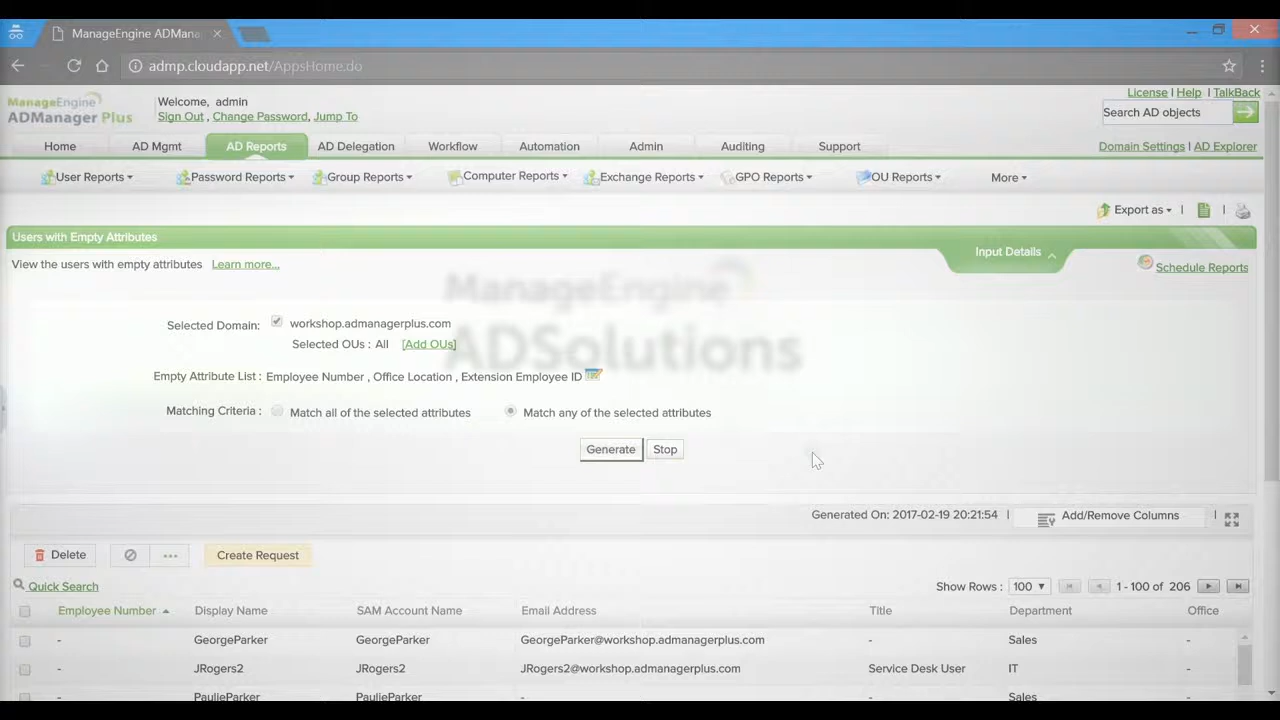 ManageEngine ADMana
admp.cloudapp.net/AppsHome.do
License | Help | TalkBack
ManageEngine
ADManager Plus
Welcome, admin
Sign Out , Change Password, Jump To
Search AD objects
Home AD Mgmt AD Reports AD Delegation Workflow Automation Admin Auditing Support
Domain Settings | AD Explorer
User Reports Password Reports Group Reports Computer Reports Exchange Reports GPO Reports OU Reports More
Export as
Users with Empty Attributes
Input Details
View the users with empty attributes Learn more...
Schedule Reports
ManageEngine
ADSolutions
Selected Domain: workshop.admanagerplus.com
Selected OUs : All [Add OUs]
Empty Attribute List : Employee Number , Office Location , Extension Employee ID
Matching Criteria : Match all of the selected attributes Match any of the selected attributes
Generate Stop
Generated On: 2017-02-19 20:21:54 | Add/Remove Columns |
Delete Create Request
Quick Search
Show Rows : 100 1 - 100 of 206
Employee Number Display Name SAM Account Name Email Address Title Department Office
- GeorgeParker GeorgeParker GeorgeParker@workshop.admanagerplus.com - Sales -
- JRogers2 JRogers2 JRogers2@workshop.admanagerplus.com Service Desk User IT -
- PaulieParker PaulieParker - Sales -